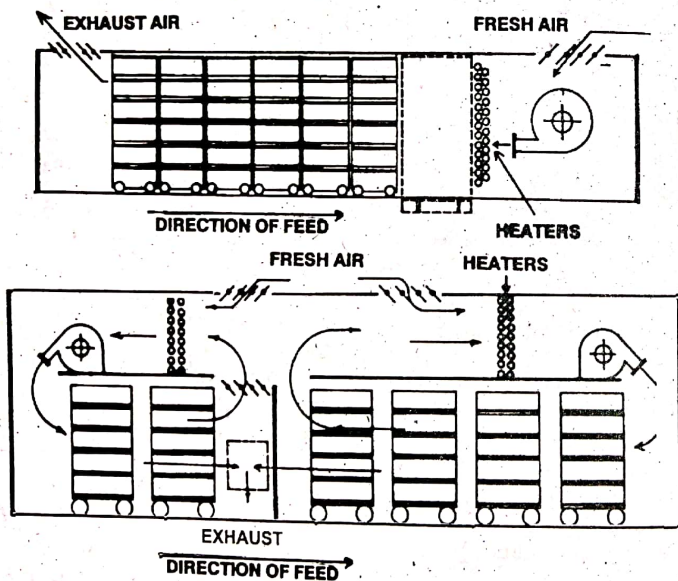 EXHAUST AIR
FRESH AIR
DIRECTION OF FEED
HEATERS
FRESH AIR
HEATERS
EXHAUST
DIRECTION OF FEED